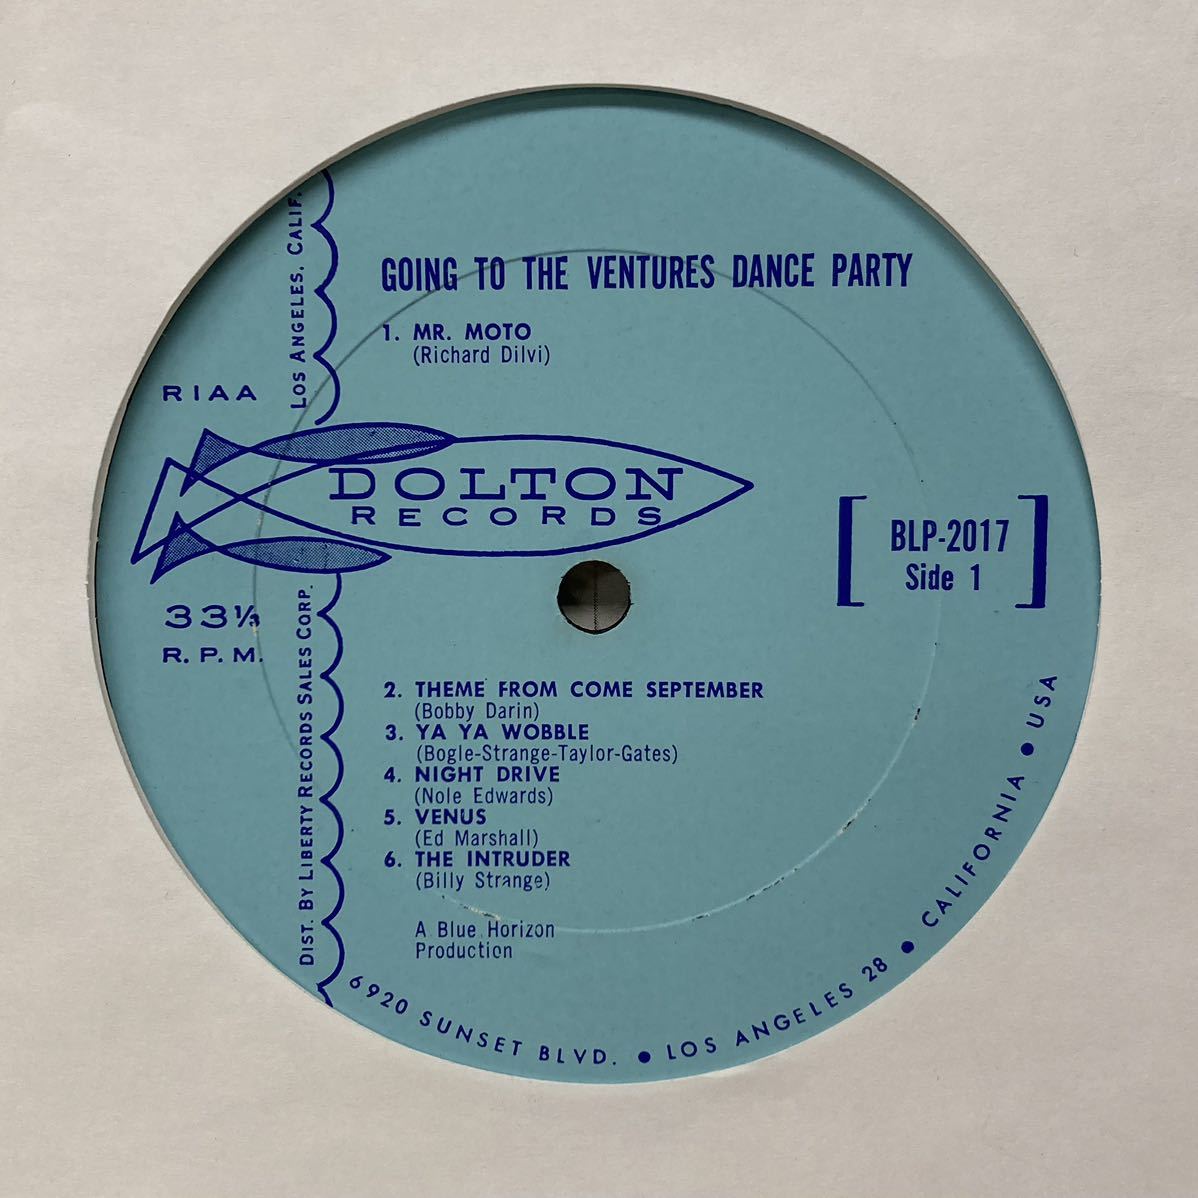 GOING TO THE VENTURES DANCE PARTY
1. MR. MOTO
(Richard Dilvi)
LOS ANGELES, CALIF.
RIAA
DOLTON
RECORDS
33⅓
R.P.M.
BLP-2017
Side 1
DIST. BY LIBERTY RECORDS SALES CORP.
2. THEME FROM COME SEPTEMBER
(Bobby Darin)
3. YA YA WOBBLE
(Bogle-Strange-Taylor-Gates)
4. NIGHT DRIVE
(Nole Edwards)
5. VENUS
(Ed Marshall)
6. THE INTRUDER
(Billy Strange)
A Blue Horizon
Production
6920 SUNSET BLVD. • LOS ANGELES 28 • CALIFORNIA • USA